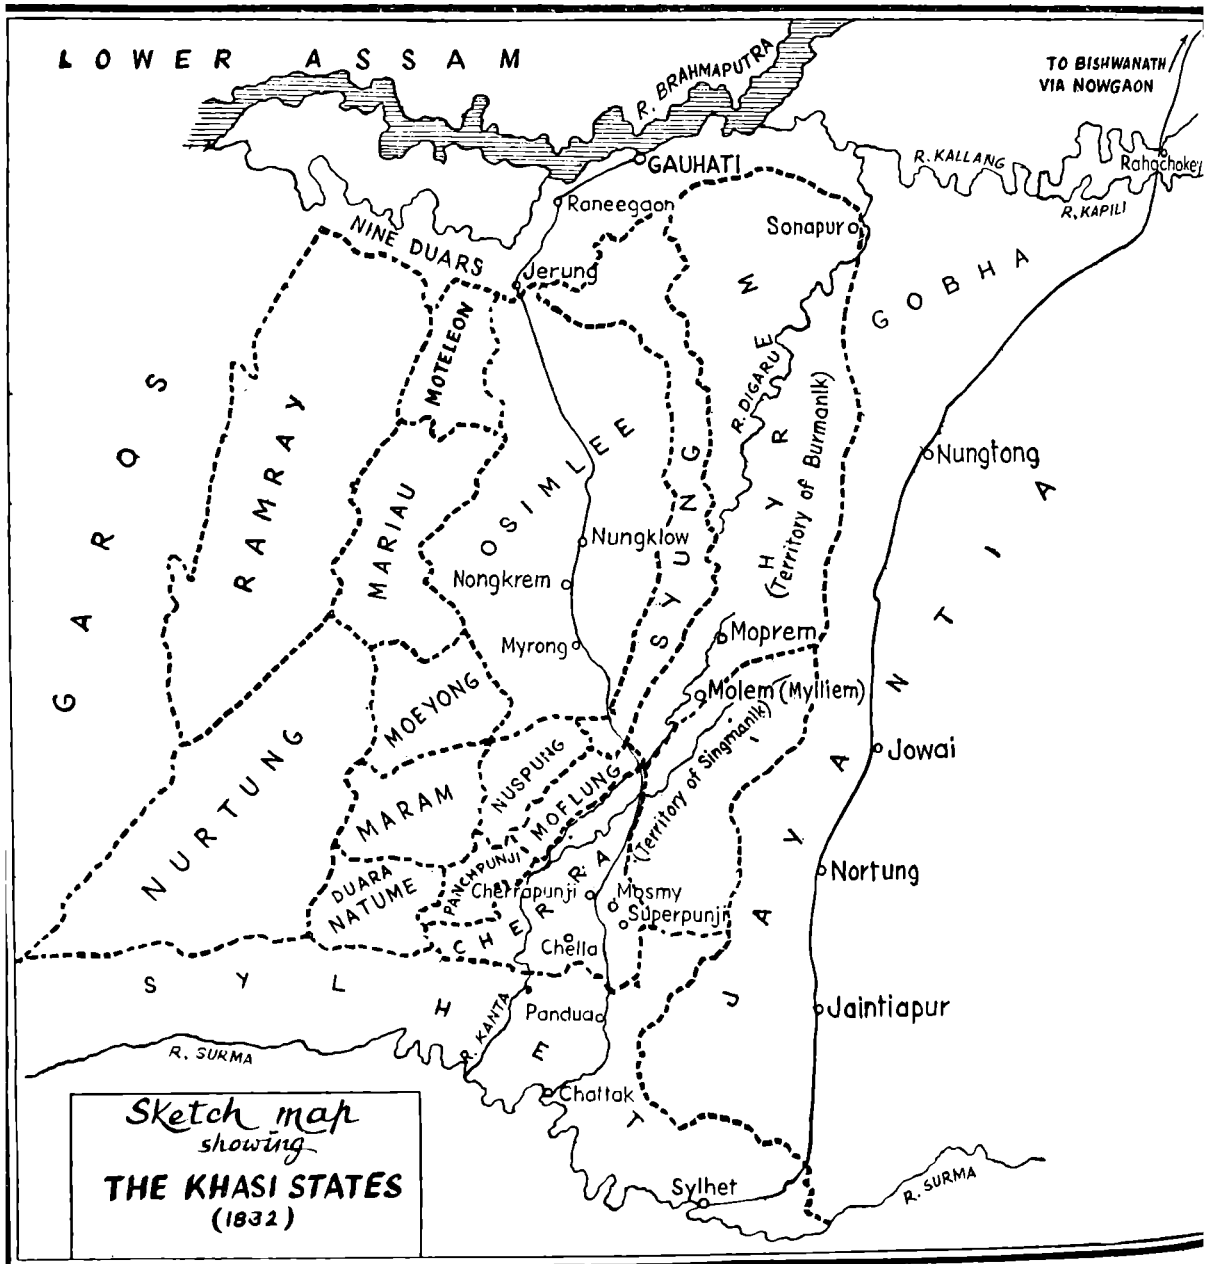 LOWER ASSAM
R. BRAHMAPUTRA
TO BISHWANATH
VIA NOWGAON
GAUHATI
R. KALLANG
Rahachokey
R. KAPILI
Raneegaon
Sonapur
NINE DUARS
Jerung
GOBHA
MOTELEON
GAROS
RAMRAY
R. DIGARU
HYRYEM
(Territory of Burmanik)
OSIMLEE
SYUNG
Nungtong
MARIAU
Nungklow
Nongkrem
Moprem
Myrong
Molem (Mylliem)
MOEYONG
(Territory of Singmanik)
JAYANTIA
Jowai
NURTUNG
NUSPUNG
MOFLUNG
MARAM
PANCHPUNJI
DUARA
NATUME
Nortung
Cherrapunji
Mosmy
Superpunji
CHERRA
Chella
SYLHET
R. KANTA
Pandua
Jaintiapur
R. SURMA
Chattak
Sylhet
R. SURMA
Sketch map
showing
THE KHASI STATES
(1832)